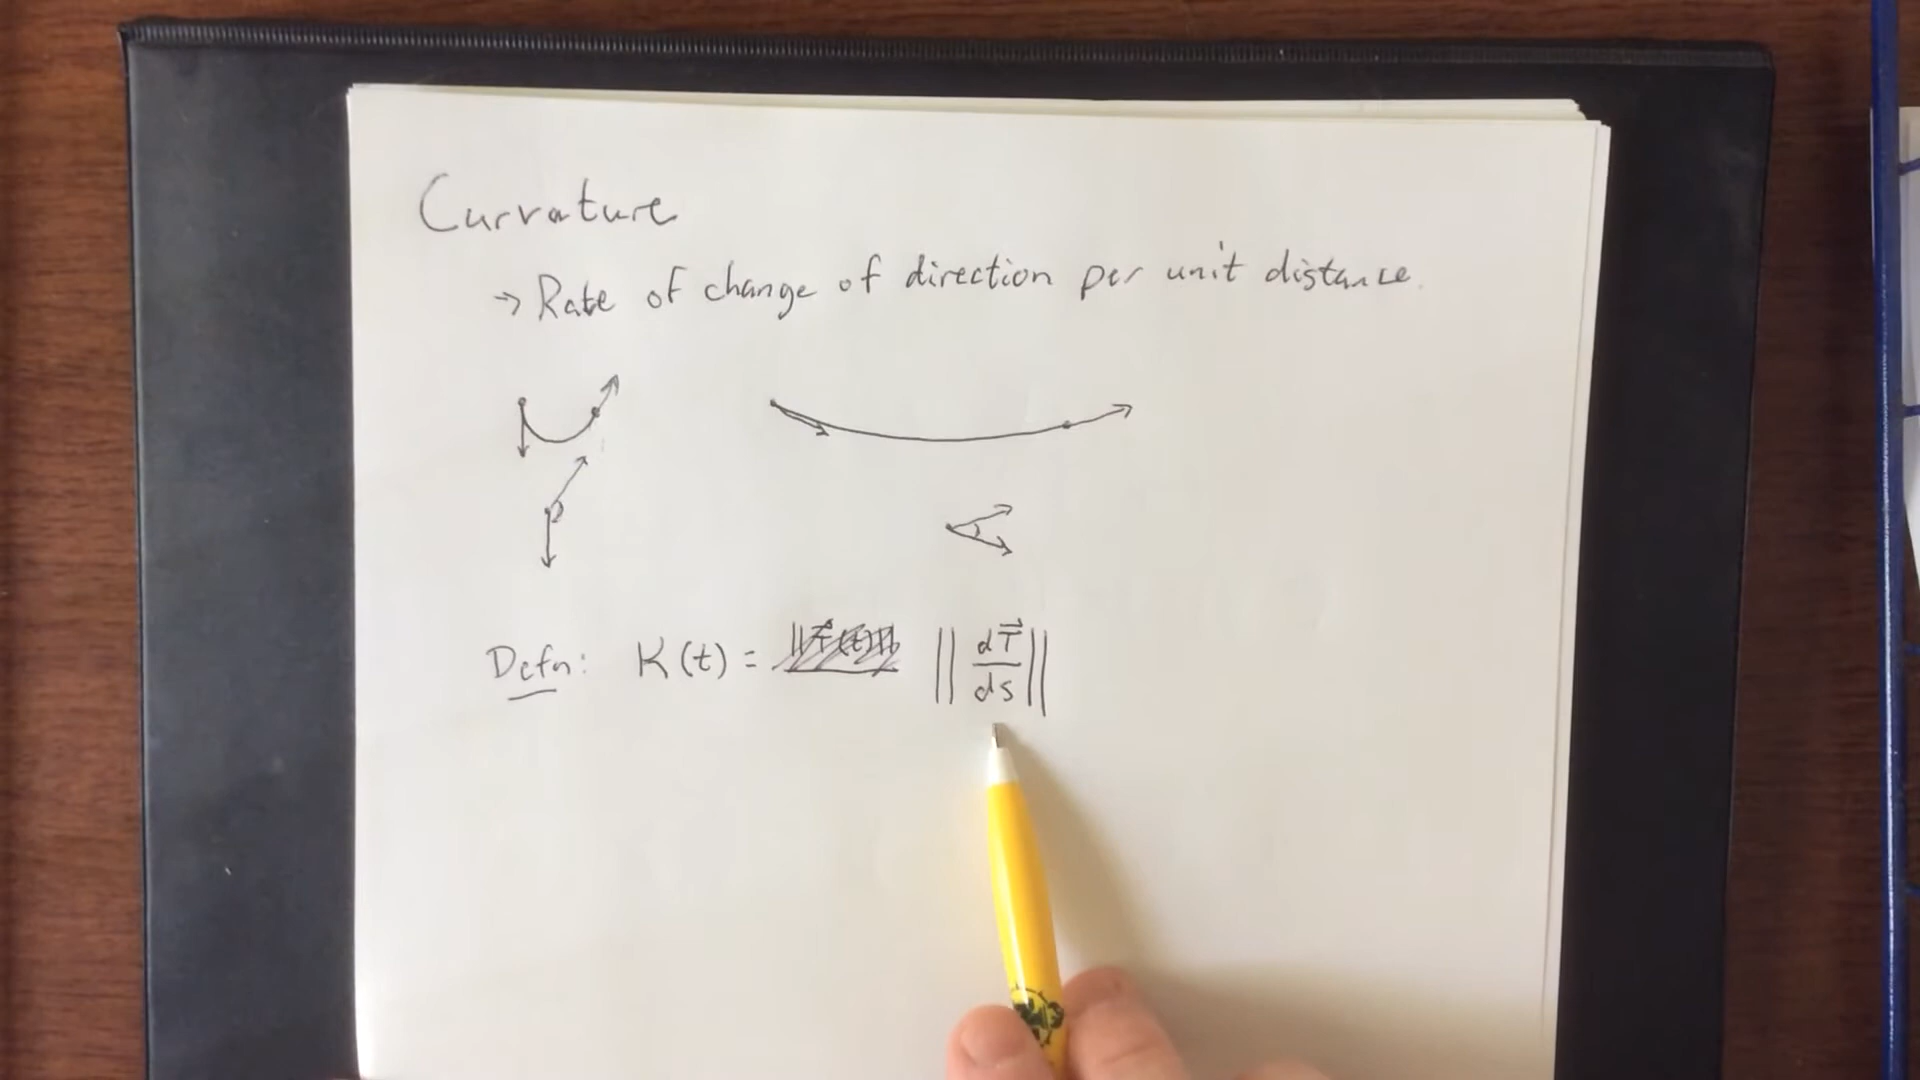 Curvature
→ Rate of change of direction per unit distance.
Defn: K(t) = || dT⃗/ds ||